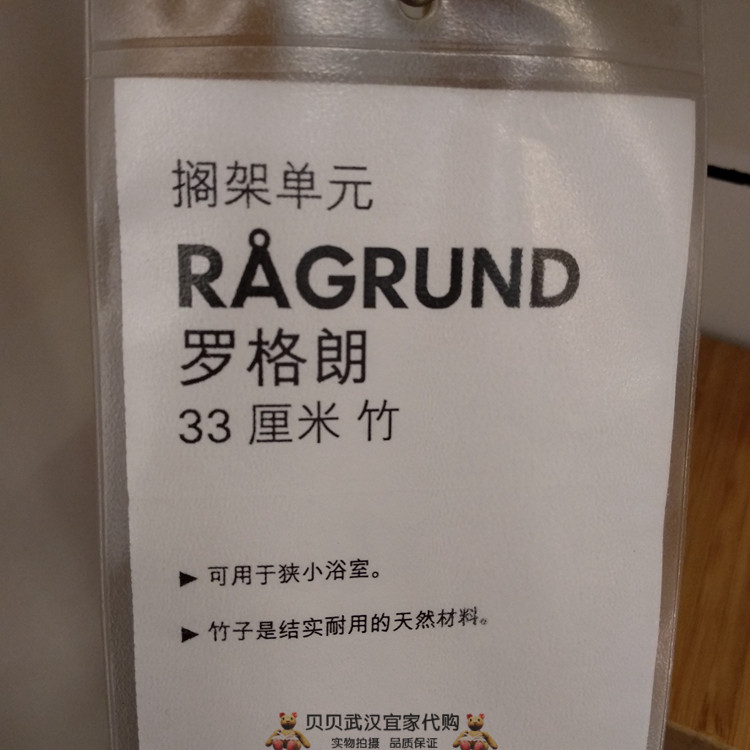 搁架单元
RÅGRUND
罗格朗
33 厘米 竹
▶ 可用于狭小浴室。
▶ 竹子是结实耐用的天然材料。
贝贝武汉宜家代购
实物拍摄 品质保证